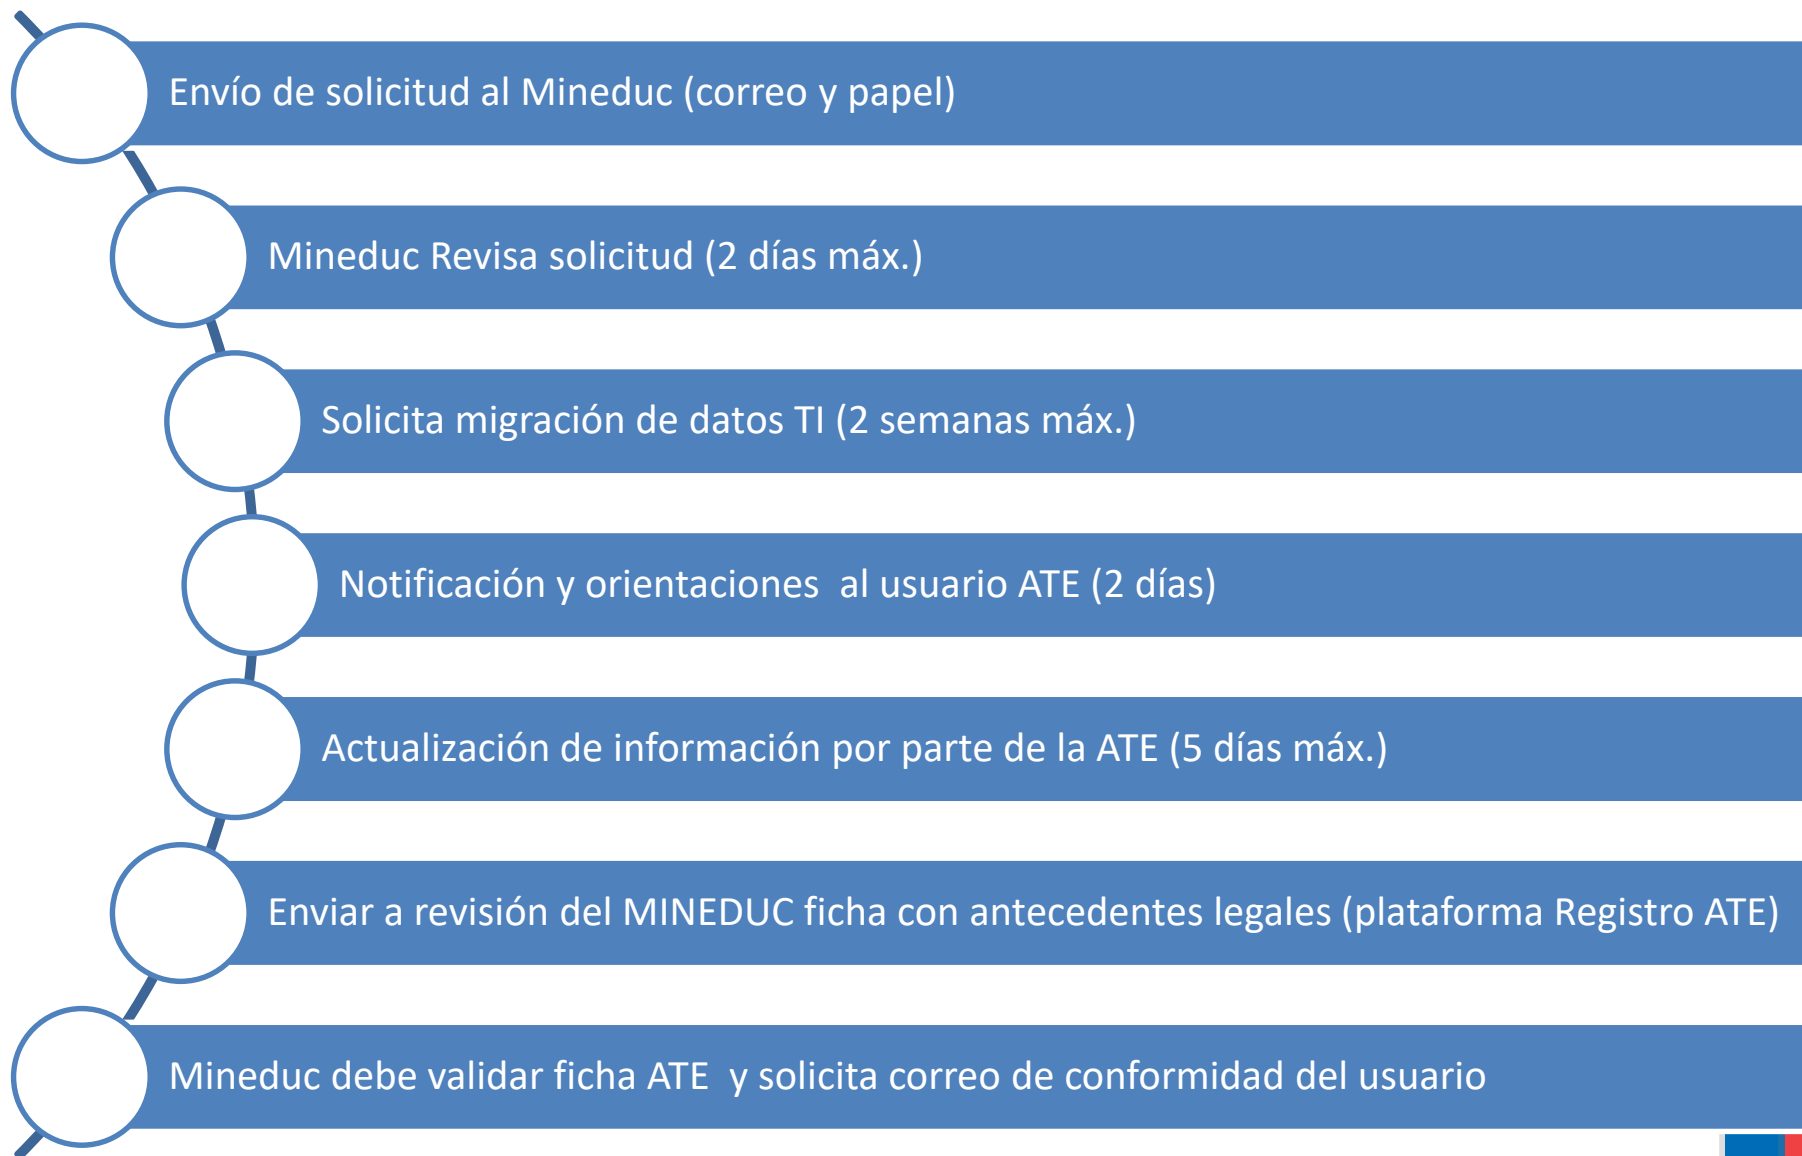 Envío de solicitud al Mineduc (correo y papel)
Mineduc Revisa solicitud (2 días máx.)
Solicita migración de datos TI (2 semanas máx.)
Notificación y orientaciones  al usuario ATE (2 días)
Actualización de información por parte de la ATE (5 días máx.)
Enviar a revisión del MINEDUC ficha con antecedentes legales (plataforma Registro ATE)
Mineduc debe validar ficha ATE  y solicita correo de conformidad del usuario